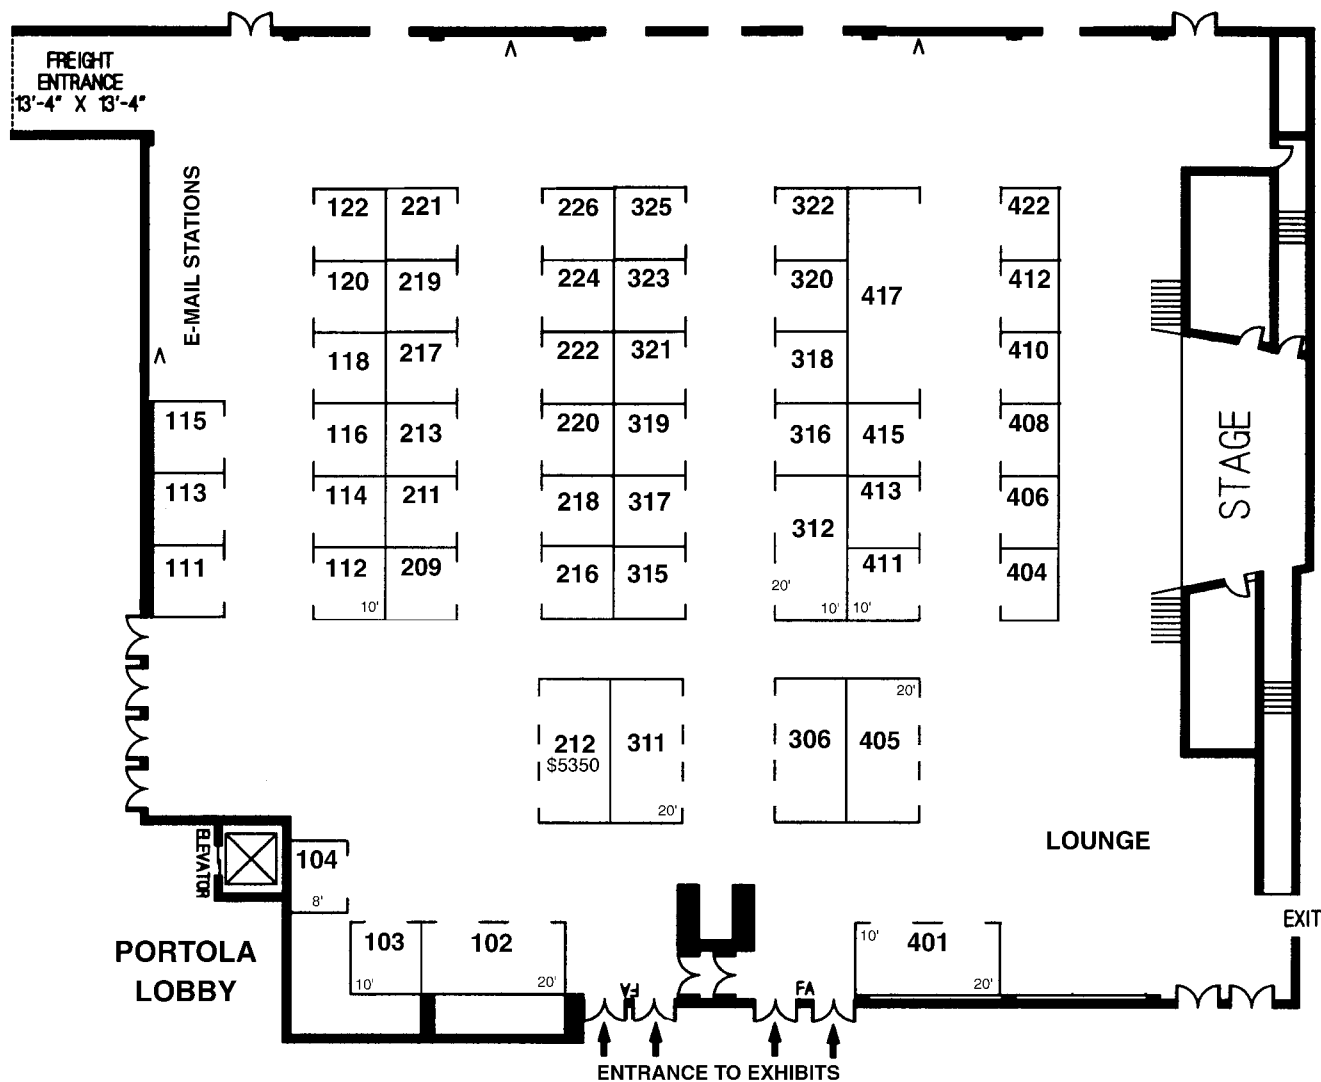 FREIGHT
ENTRANCE
13'-4" X 13'-4"
E-MAIL STATIONS
122 221 226 325 322 422
120 219 224 323 320 417 412
118 217 222 321 318 410
115 116 213 220 319 316 415 408
113 114 211 218 317 312 413 406
111 112 209 216 315 411 404
10' 20' 10' 10'
STAGE
20'
212 311 306 405
$5350
20'
LOUNGE
ELEVATOR
104
8'
EXIT
PORTOLA
LOBBY
103 102 10' 401
10' 20' 20'
FA FA
ENTRANCE TO EXHIBITS